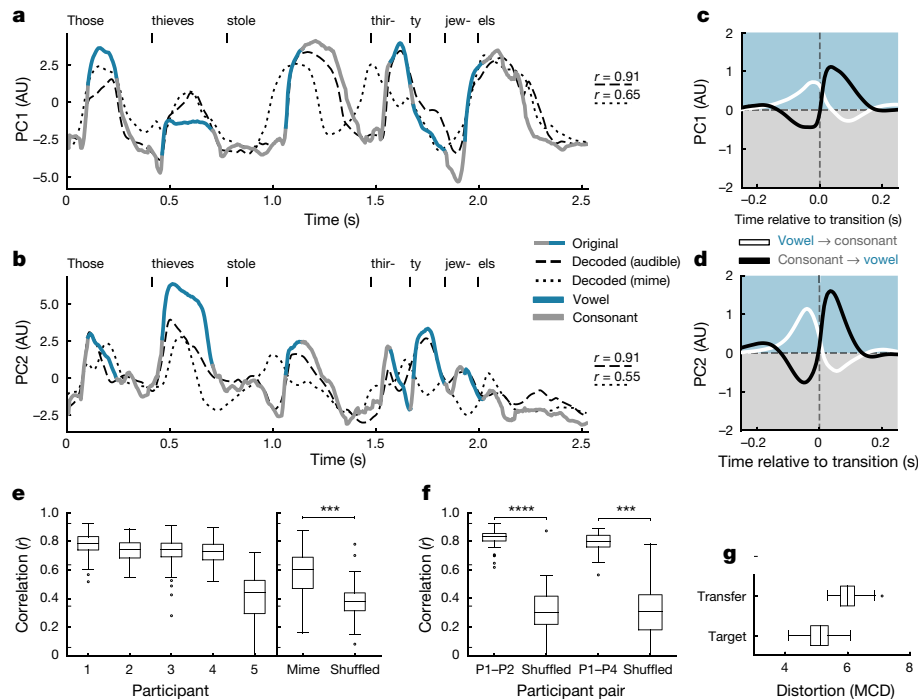 a
Those thieves stole thir- ty jew- els
PC1 (AU)
2.5
0
−2.5
−5.0
0 0.5 1.0 1.5 2.0 2.5
Time (s)
r = 0.91
r = 0.65
b
Those thieves stole thir- ty jew- els
PC2 (AU)
5.0
2.5
0
−2.5
0 0.5 1.0 1.5 2.0 2.5
Time (s)
Original
Decoded (audible)
Decoded (mime)
Vowel
Consonant
r = 0.91
r = 0.55
c
PC1 (AU)
2
1
0
−1
−2
−0.2 0.0 0.2
Time relative to transition (s)
Vowel → consonant
Consonant → vowel
d
PC2 (AU)
2
1
0
−1
−2
−0.2 0 0.2
Time relative to transition (s)
e
Correlation (r)
1.0
0.8
0.6
0.4
0.2
0
1 2 3 4 5
Participant
***
Mime Shuffled
f
Correlation (r)
1.0
0.8
0.6
0.4
0.2
0
**** ***
P1–P2 Shuffled P1–P4 Shuffled
Participant pair
g
Transfer
Target
4 6 8
Distortion (MCD)